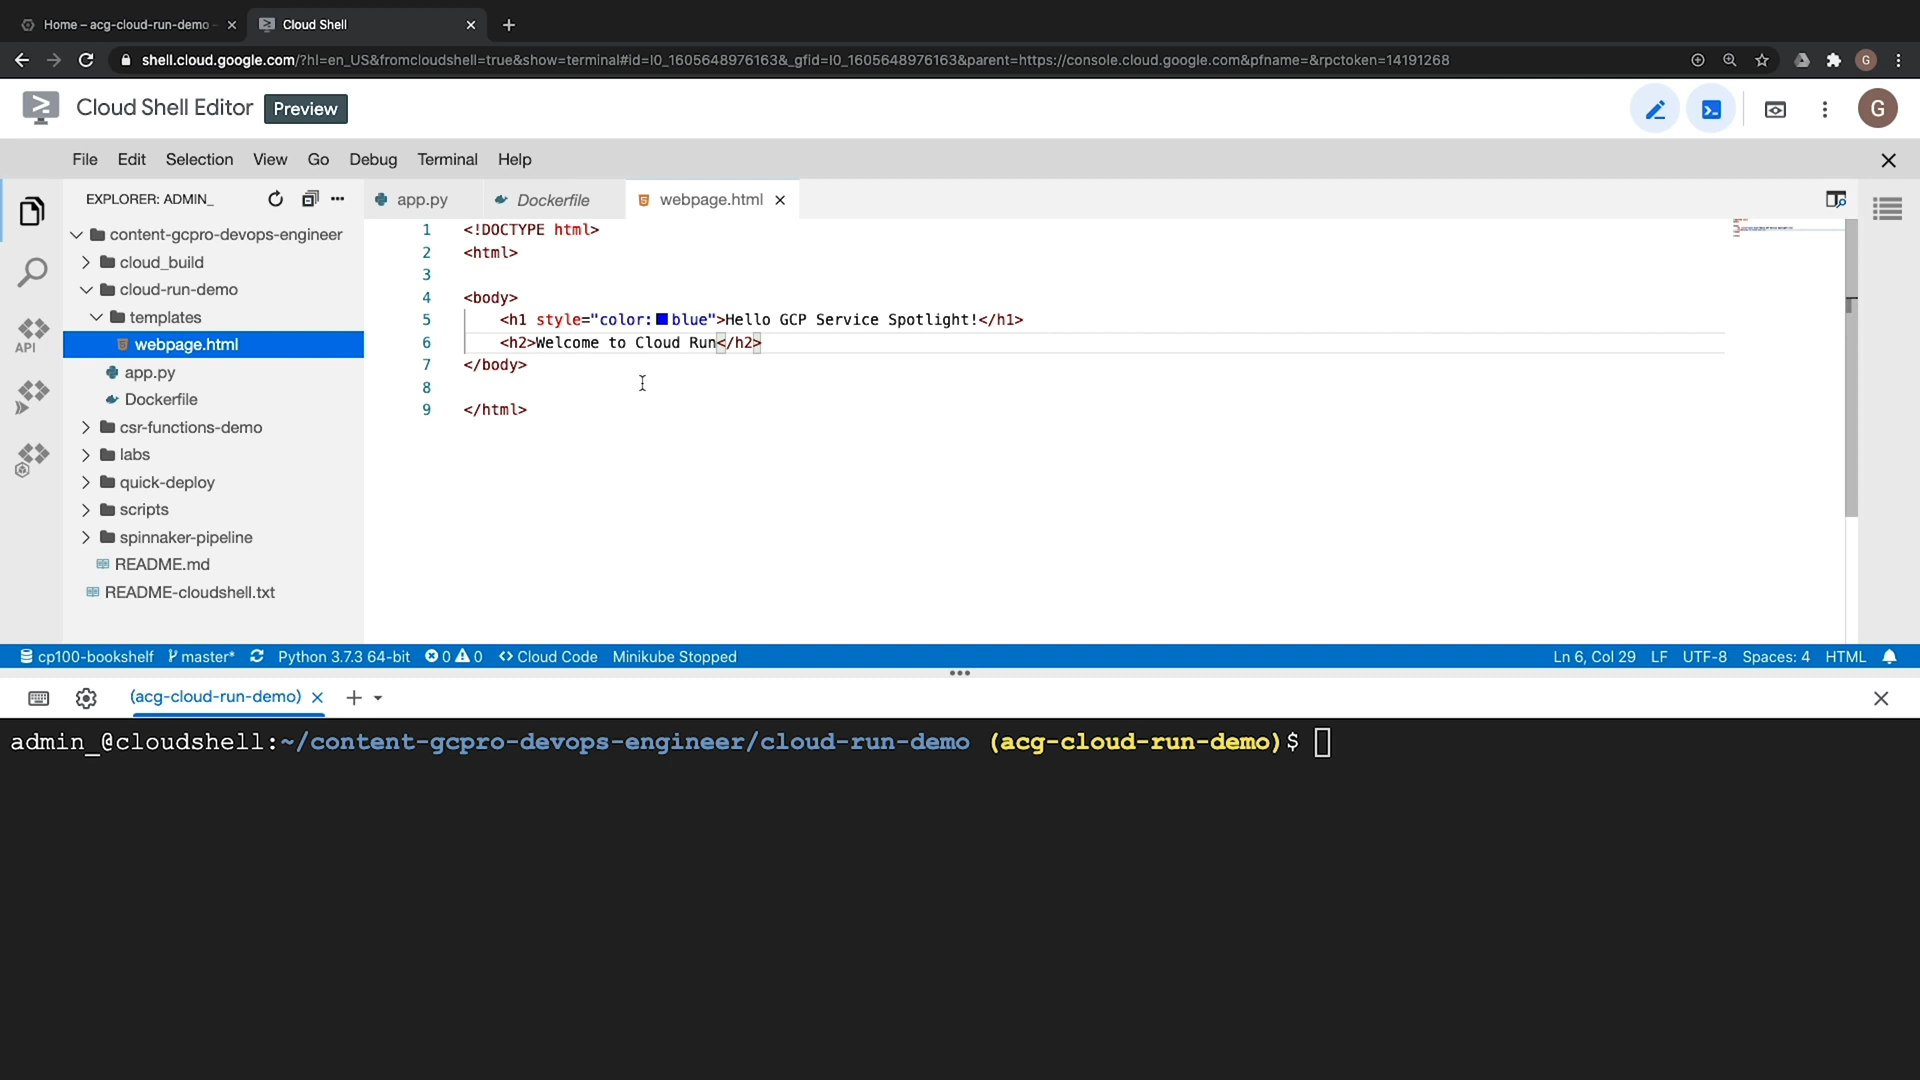 Home – acg-cloud-run-demo
Cloud Shell
shell.cloud.google.com/?hl=en_US&fromcloudshell=true&show=terminal#id=I0_1605648976163&_gfid=I0_1605648976163&parent=https://console.cloud.google.com&pfname=&rpctoken=14191268
G
Cloud Shell Editor
Preview
G
File Edit Selection View Go Debug Terminal Help
EXPLORER: ADMIN_
app.py
Dockerfile
webpage.html
content-gcpro-devops-engineer
cloud_build
cloud-run-demo
templates
webpage.html
app.py
Dockerfile
csr-functions-demo
labs
quick-deploy
scripts
spinnaker-pipeline
README.md
README-cloudshell.txt
API
1 <!DOCTYPE html>
2 <html>
3
4 <body>
5 <h1 style="color:blue">Hello GCP Service Spotlight!</h1>
6 <h2>Welcome to Cloud Run</h2>
7 </body>
8
9 </html>
cp100-bookshelf master* Python 3.7.3 64-bit 0 0 <> Cloud Code Minikube Stopped Ln 6, Col 29 LF UTF-8 Spaces: 4 HTML
(acg-cloud-run-demo)
admin_@cloudshell:~/content-gcpro-devops-engineer/cloud-run-demo (acg-cloud-run-demo)$